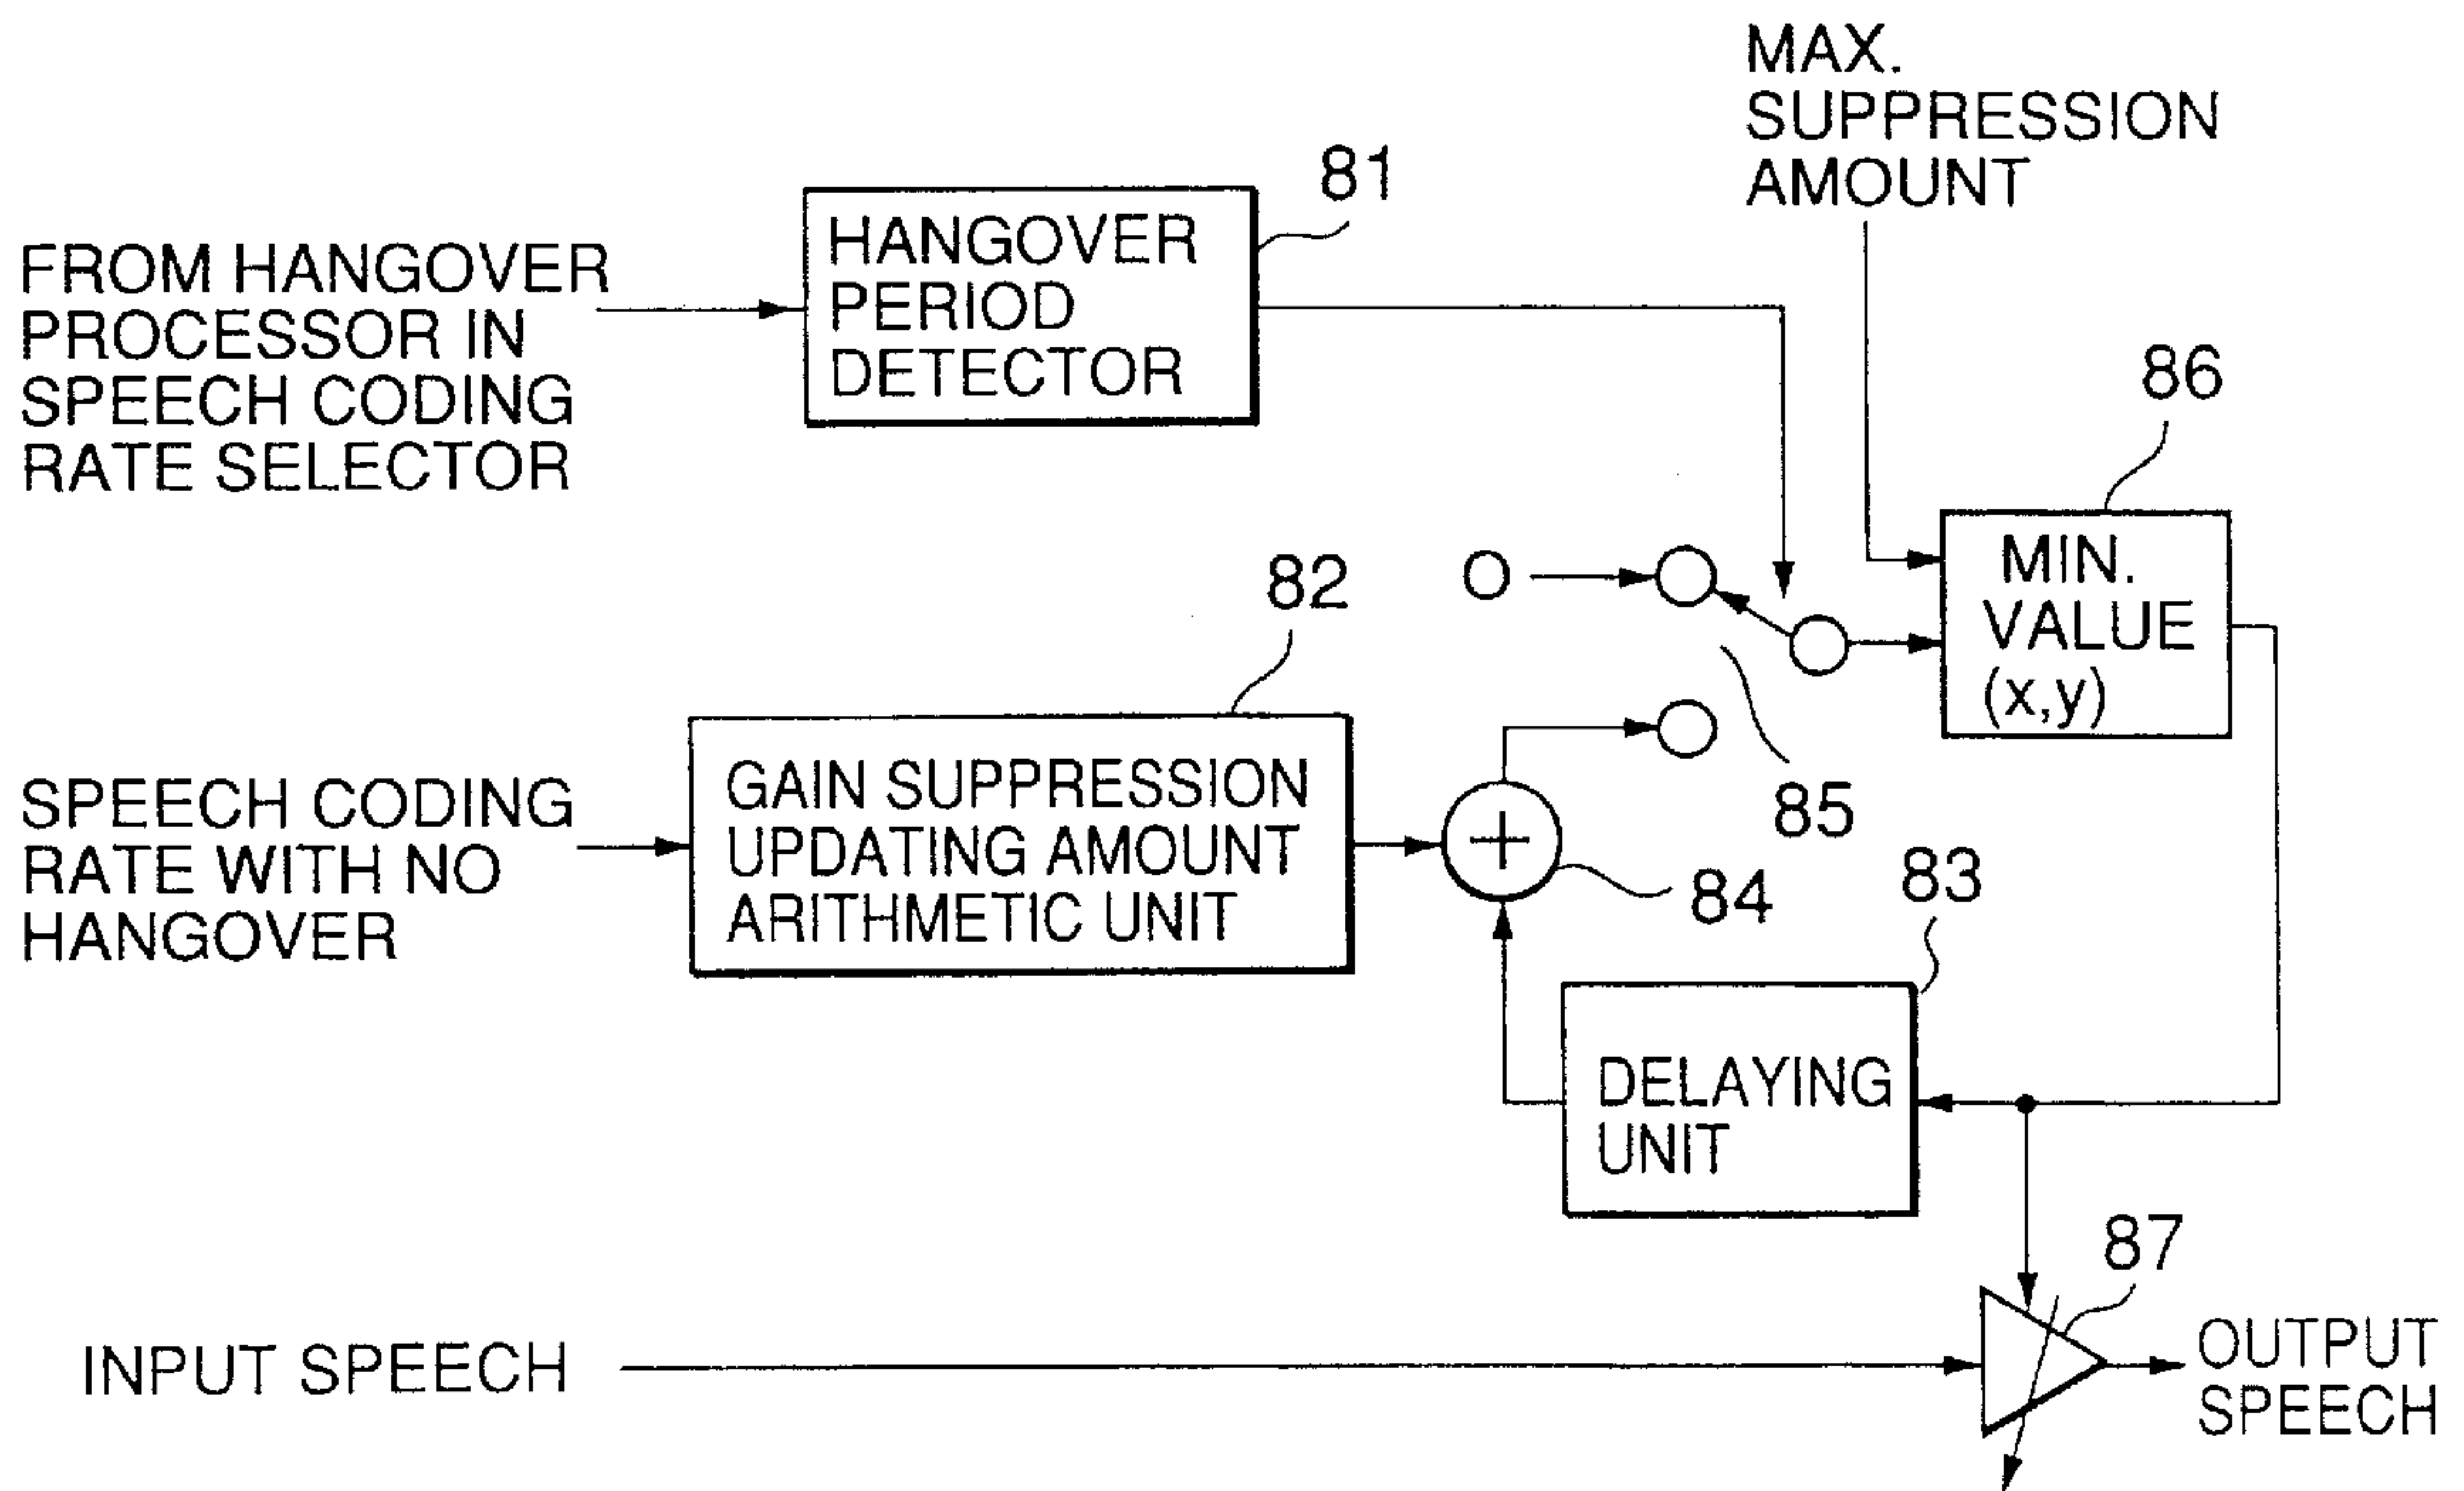 MAX.
SUPPRESSION
AMOUNT
81
HANGOVER
PERIOD
DETECTOR
FROM HANGOVER
PROCESSOR IN
SPEECH CODING
RATE SELECTOR
86
MIN.
VALUE
(x,y)
O
82
85
GAIN SUPPRESSION
UPDATING AMOUNT
ARITHMETIC UNIT
SPEECH CODING
RATE WITH NO
HANGOVER
+
84
83
DELAYING
UNIT
87
INPUT SPEECH
OUTPUT
SPEECH